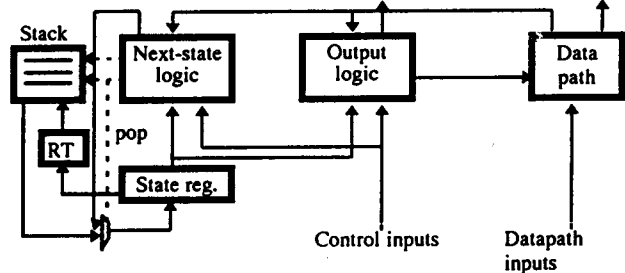 Stack
Next-state
logic
Output
logic
Data
path
pop
RT
State reg.
Control inputs
Datapath
inputs